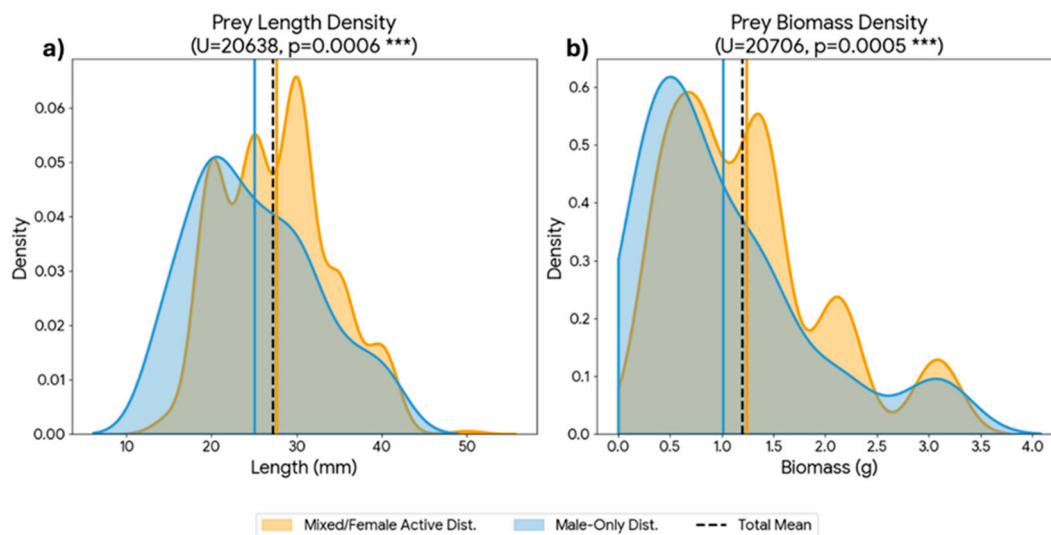 a)
Prey Length Density
(U=20638, p=0.0006 ***)
Density
0.06
0.05
0.04
0.03
0.02
0.01
0.00
10 20 30 40 50
Length (mm)
b)
Prey Biomass Density
(U=20706, p=0.0005 ***)
Density
0.6
0.5
0.4
0.3
0.2
0.1
0.0
0.0 0.5 1.0 1.5 2.0 2.5 3.0 3.5 4.0
Biomass (g)
Mixed/Female Active Dist. Male-Only Dist. Total Mean